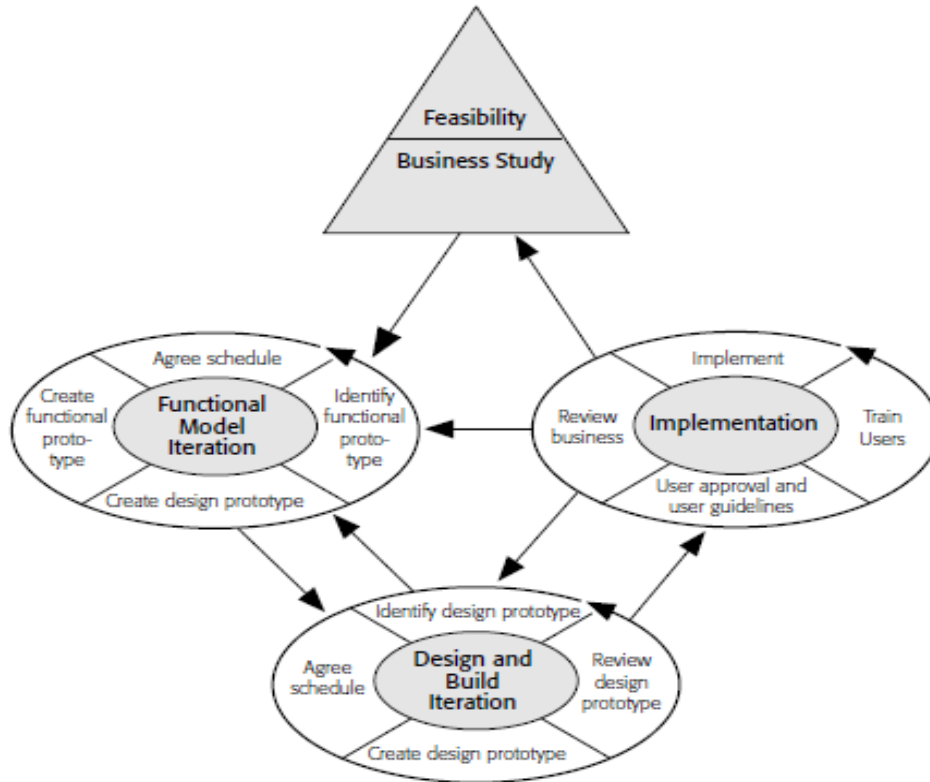 Feasibility
Business Study
Agree schedule
Create
functional
proto-
type
Functional
Model
Iteration
Identify
functional
proto-
type
Create design prototype
Implement
Review
business
Implementation
Train
Users
User approval and
user guidelines
Identify design prototype
Agree
schedule
Design and
Build
Iteration
Review
design
prototype
Create design prototype